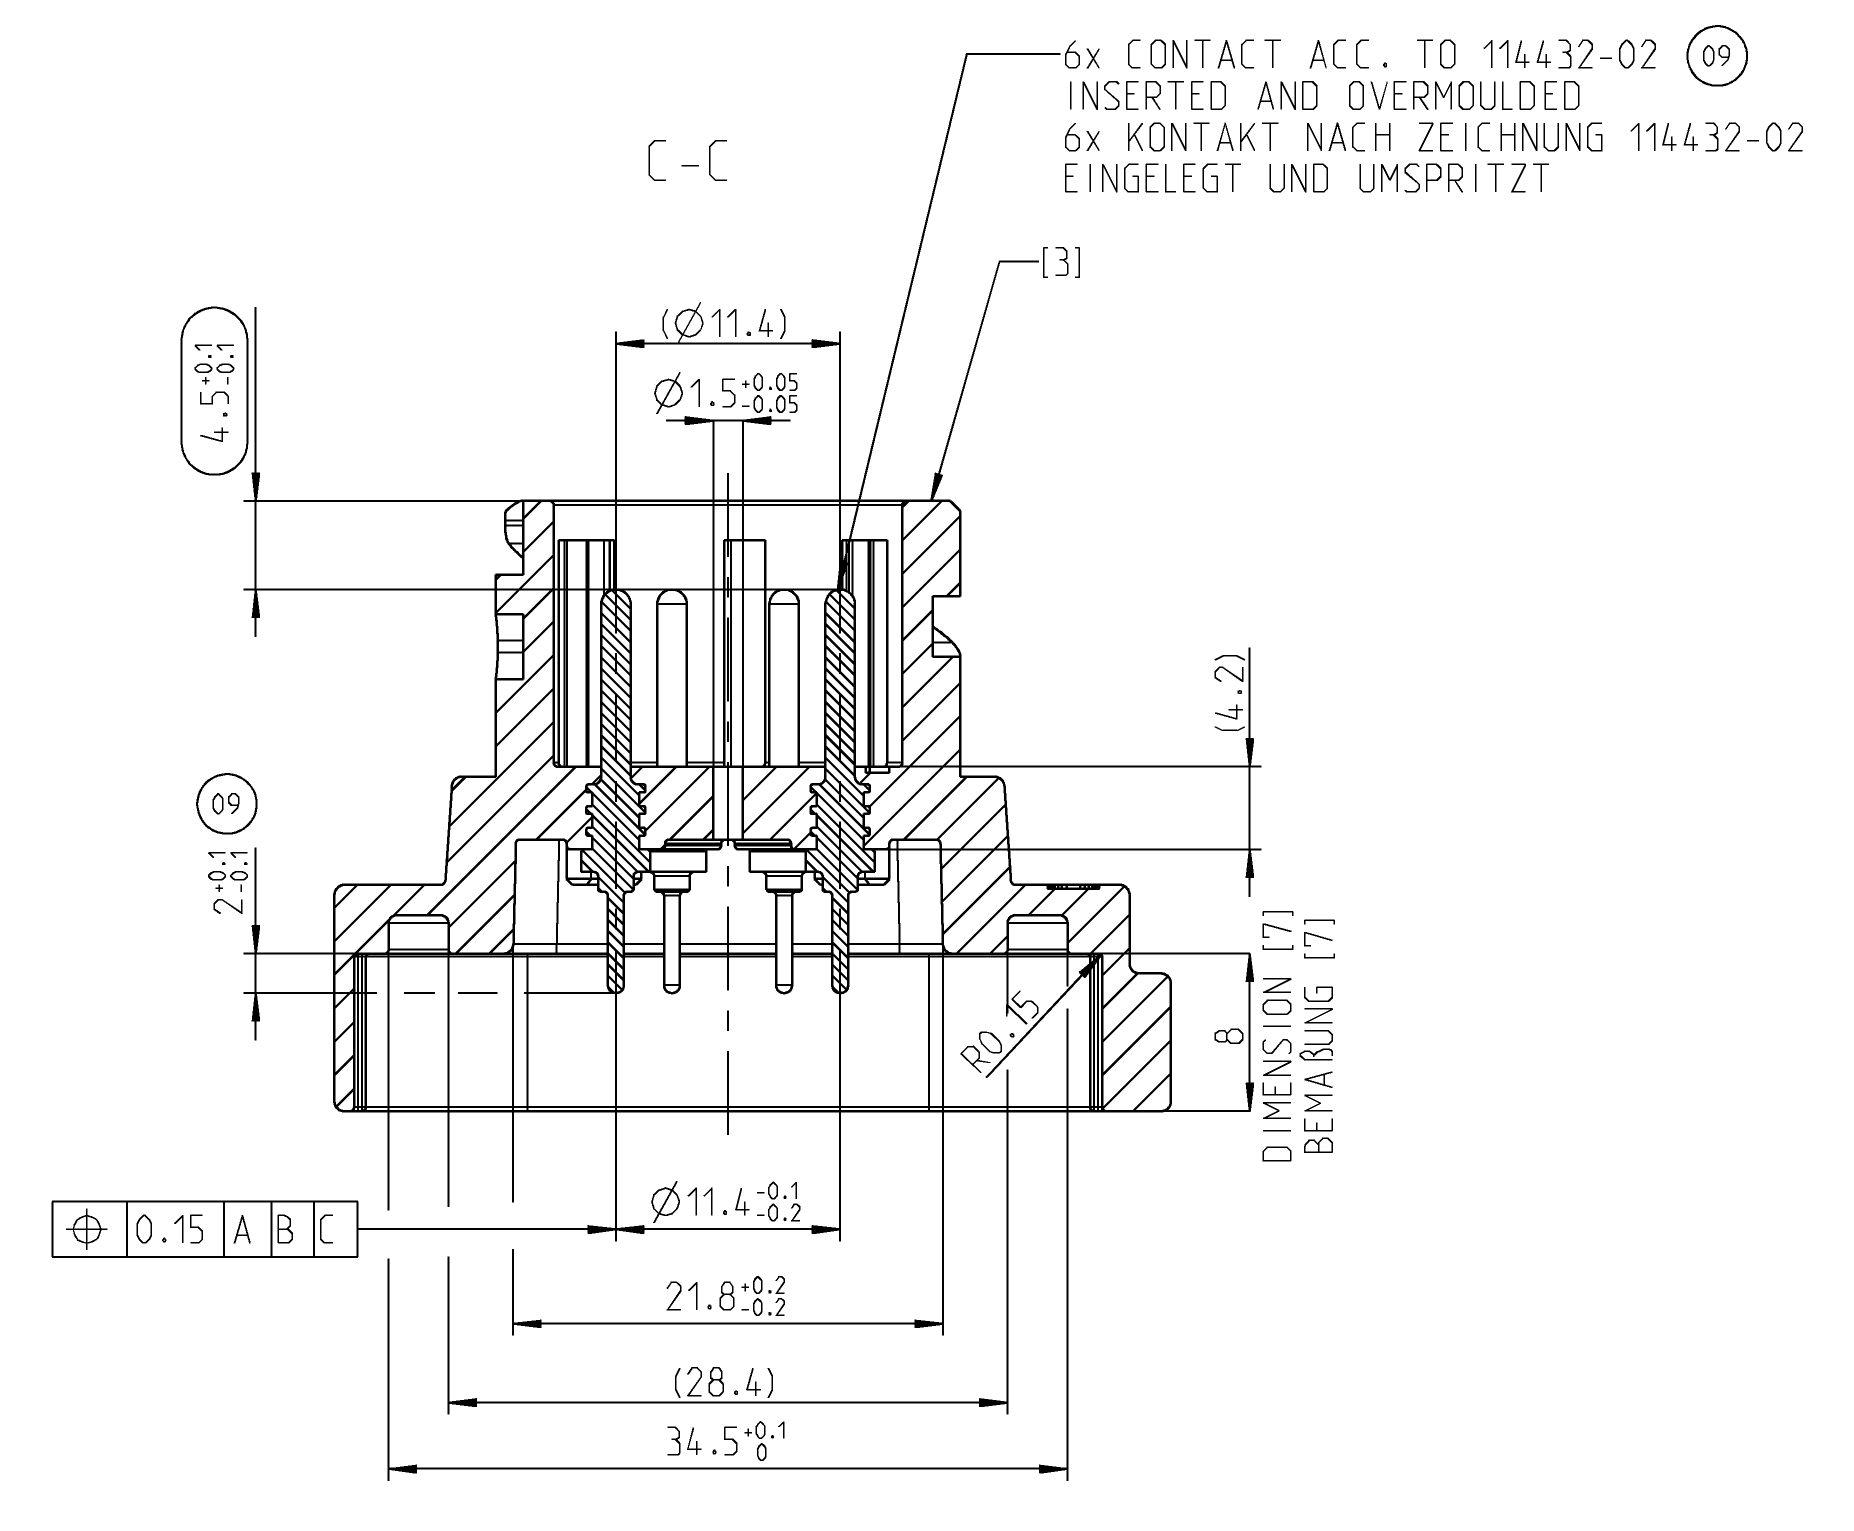 6x CONTACT ACC. TO 114432-02 09
INSERTED AND OVERMOULDED
6x KONTAKT NACH ZEICHNUNG 114432-02
EINGELEGT UND UMSPRITZT
C-C
[3]
(Ø11.4)
4.5 +0.1 -0.1
Ø1.5 +0.05 -0.05
(4.2)
09
2 +0.1 -0.1
R0.15
8
DIMENSION [7]
BEMAßUNG [7]
Ø11.4 -0.1 -0.2
⌖ 0.15 A B C
21.8 +0.2 -0.2
(28.4)
34.5 +0.1 0